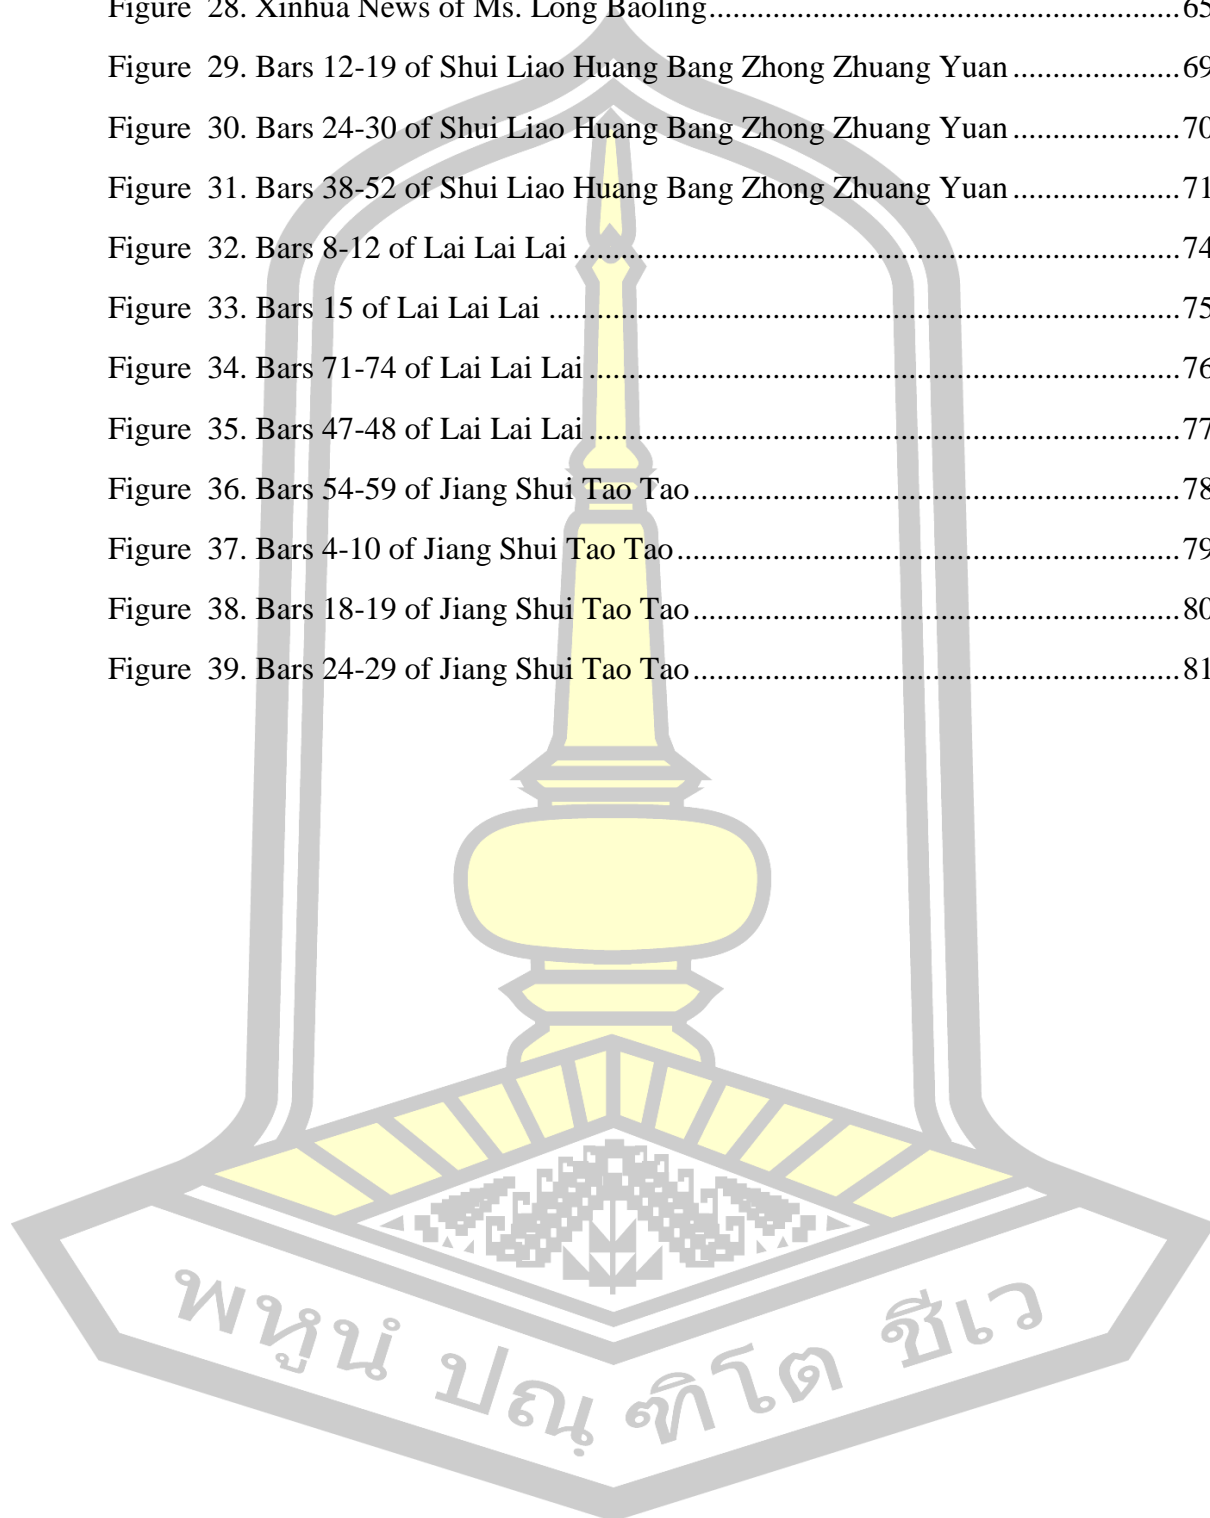 Figure 28. Xinhua News of Ms. Long Baoling....................................................................65
Figure 29. Bars 12-19 of Shui Liao Huang Bang Zhong Zhuang Yuan.....................69
Figure 30. Bars 24-30 of Shui Liao Huang Bang Zhong Zhuang Yuan.....................70
Figure 31. Bars 38-52 of Shui Liao Huang Bang Zhong Zhuang Yuan.....................71
Figure 32. Bars 8-12 of Lai Lai Lai.............................................................................74
Figure 33. Bars 15 of Lai Lai Lai................................................................................75
Figure 34. Bars 71-74 of Lai Lai Lai...........................................................................76
Figure 35. Bars 47-48 of Lai Lai Lai...........................................................................77
Figure 36. Bars 54-59 of Jiang Shui Tao Tao..............................................................78
Figure 37. Bars 4-10 of Jiang Shui Tao Tao................................................................79
Figure 38. Bars 18-19 of Jiang Shui Tao Tao..............................................................80
Figure 39. Bars 24-29 of Jiang Shui Tao Tao..............................................................81
พหูนํ ปณฺฑิโต ชีเว